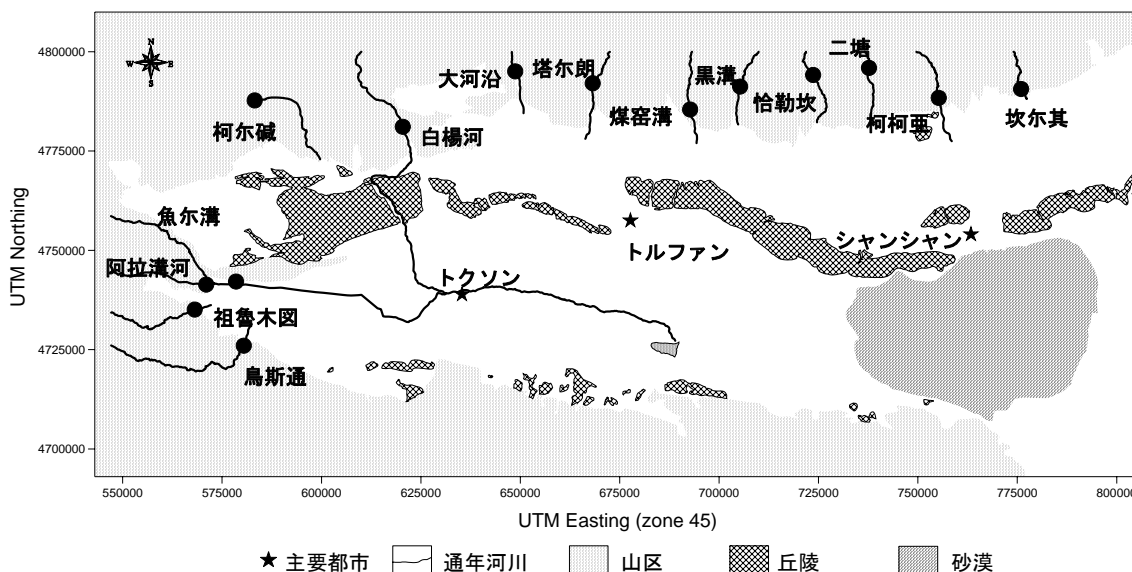 4800000
4775000
4750000
4725000
4700000
UTM Northing
N
W E
S
大河沿
塔尔朗
煤窑溝
黒溝
恰勒坎
二塘
柯柯亜
坎尔其
柯尔碱
白楊河
魚尔溝
阿拉溝河
祖魯木図
鳥斯通
トクソン
トルファン
シャンシャン
550000 575000 600000 625000 650000 675000 700000 725000 750000 775000 800000
UTM Easting (zone 45)
主要都市 通年河川 山区 丘陵 砂漠